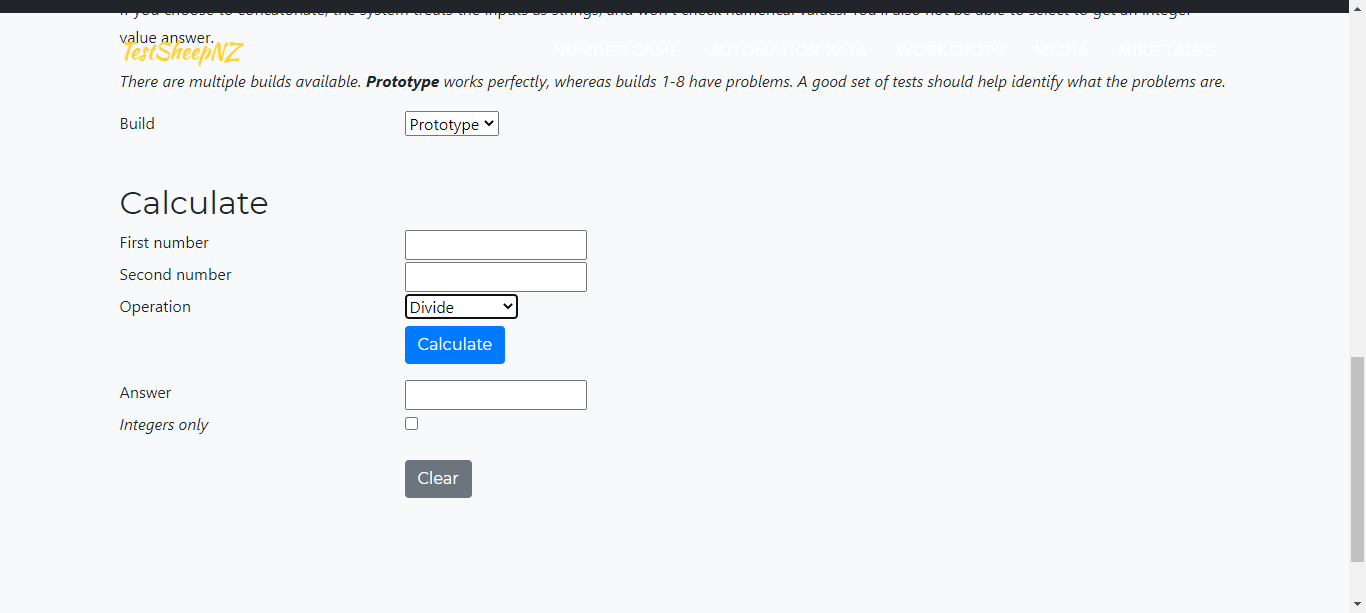 If you choose to concatonate, the system treats the inputs as strings, and won't check numerical values. You'll also not be able to select to get an integer
value answer.
TestSheepNZ NUMBER GAME AUTOMATION KATA WORKSHOPS MEDIA MIKE TALKS
There are multiple builds available. Prototype works perfectly, whereas builds 1-8 have problems. A good set of tests should help identify what the problems are.
Build Prototype
Calculate
First number
Second number
Operation Divide
Calculate
Answer
Integers only
Clear